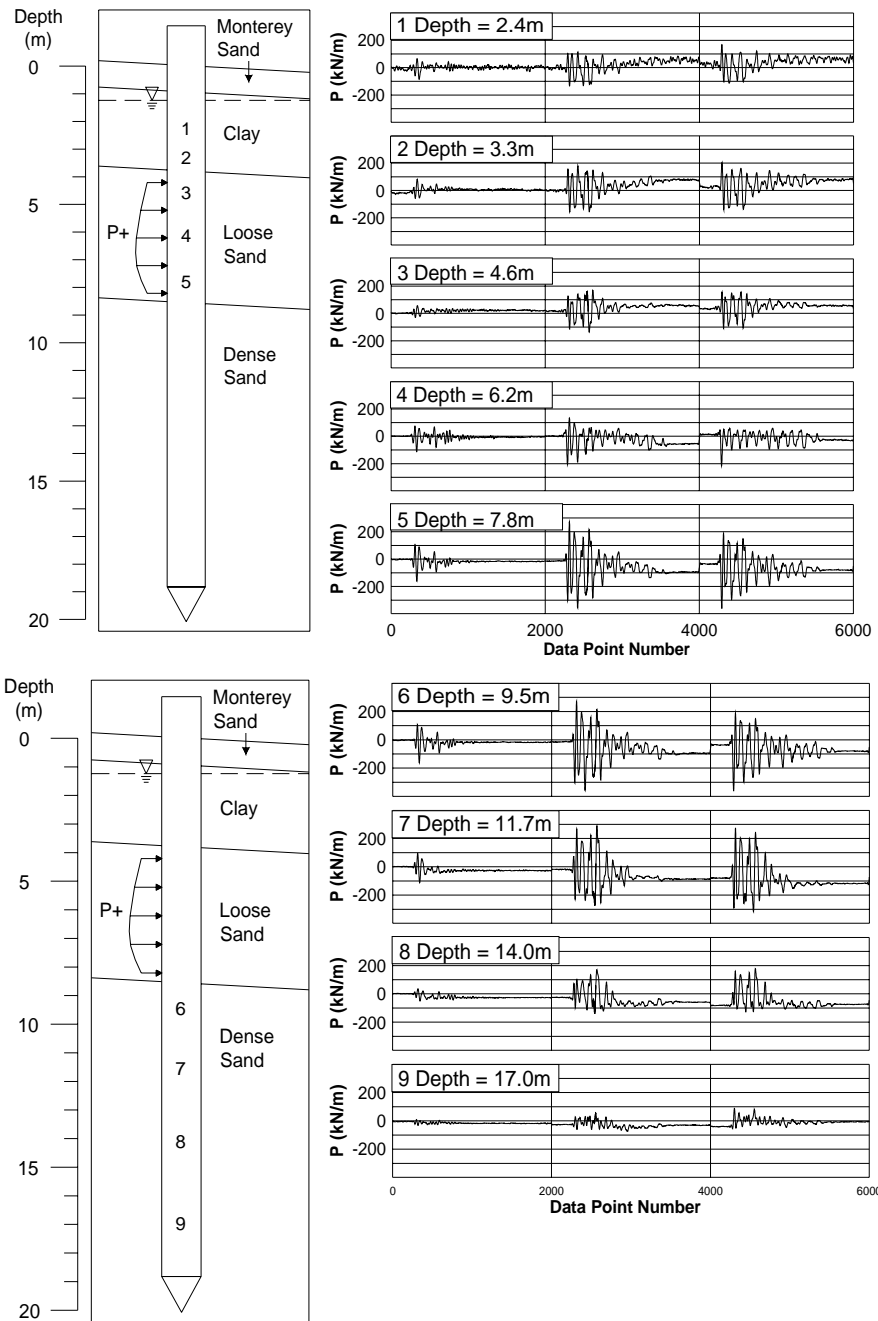 Depth
(m)
Monterey
Sand
0
Clay
1
2
3
5
P+
4
Loose
Sand
5
10
Dense
Sand
15
20
1 Depth = 2.4m
P (kN/m)
200
0
-200
2 Depth = 3.3m
P (kN/m)
200
0
-200
3 Depth = 4.6m
P (kN/m)
200
0
-200
4 Depth = 6.2m
P (kN/m)
200
0
-200
5 Depth = 7.8m
P (kN/m)
200
0
-200
0 2000 4000 6000
Data Point Number
Depth
(m)
Monterey
Sand
0
Clay
5
P+
Loose
Sand
6
10
Dense
Sand
7
8
15
9
20
6 Depth = 9.5m
P (kN/m)
200
0
-200
7 Depth = 11.7m
P (kN/m)
200
0
-200
8 Depth = 14.0m
P (kN/m)
200
0
-200
9 Depth = 17.0m
P (kN/m)
200
0
-200
0 2000 4000 6000
Data Point Number